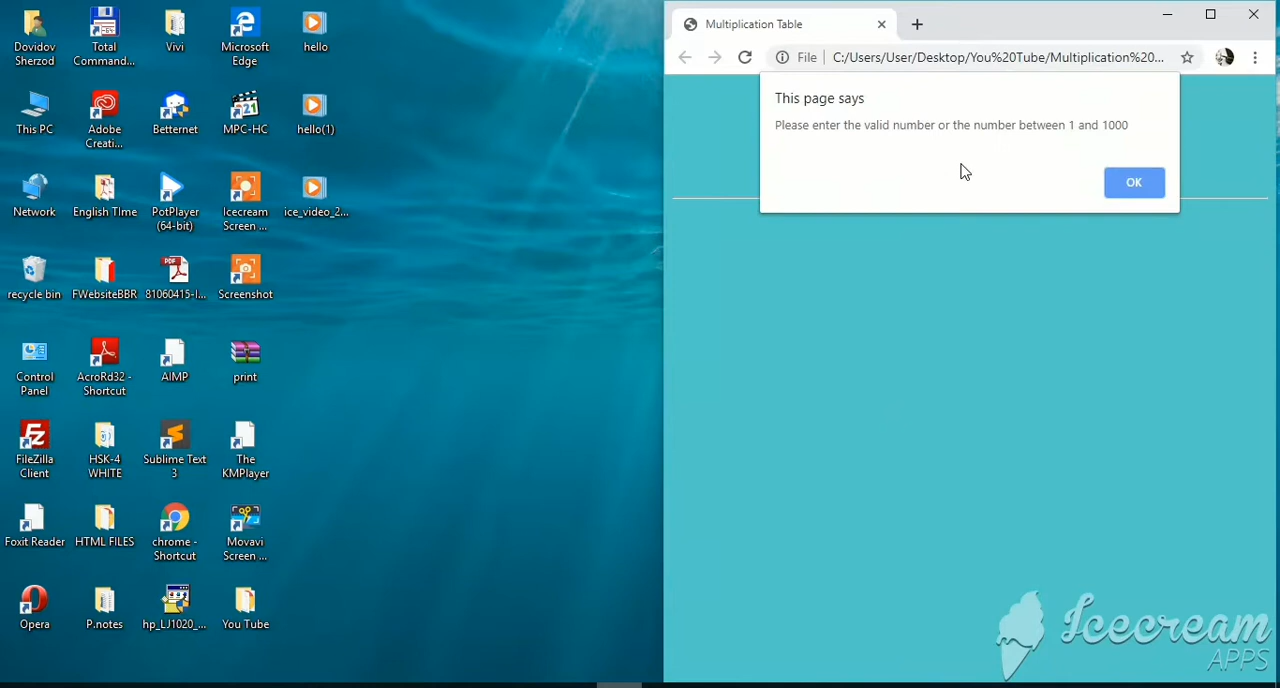 Dovidov
Sherzod
Total
Command...
Vivi
Microsoft
Edge
hello
This PC
Adobe
Creati...
Betternet
MPC-HC
hello(1)
Network
English TIme
PotPlayer
(64-bit)
Icecream
Screen ...
ice_video_2...
recycle bin
FWebsiteBBR
81060415-I...
Screenshot
Control
Panel
AcroRd32 -
Shortcut
AIMP
print
FileZilla
Client
HSK-4
WHITE
Sublime Text
3
The
KMPlayer
Foxit Reader
HTML FILES
chrome -
Shortcut
Movavi
Screen ...
Opera
P.notes
hp_LJ1020_...
You Tube
Multiplication Table
File
C:/Users/User/Desktop/You%20Tube/Multiplication%20...
This page says
Please enter the valid number or the number between 1 and 1000
OK
Icecream
APPS